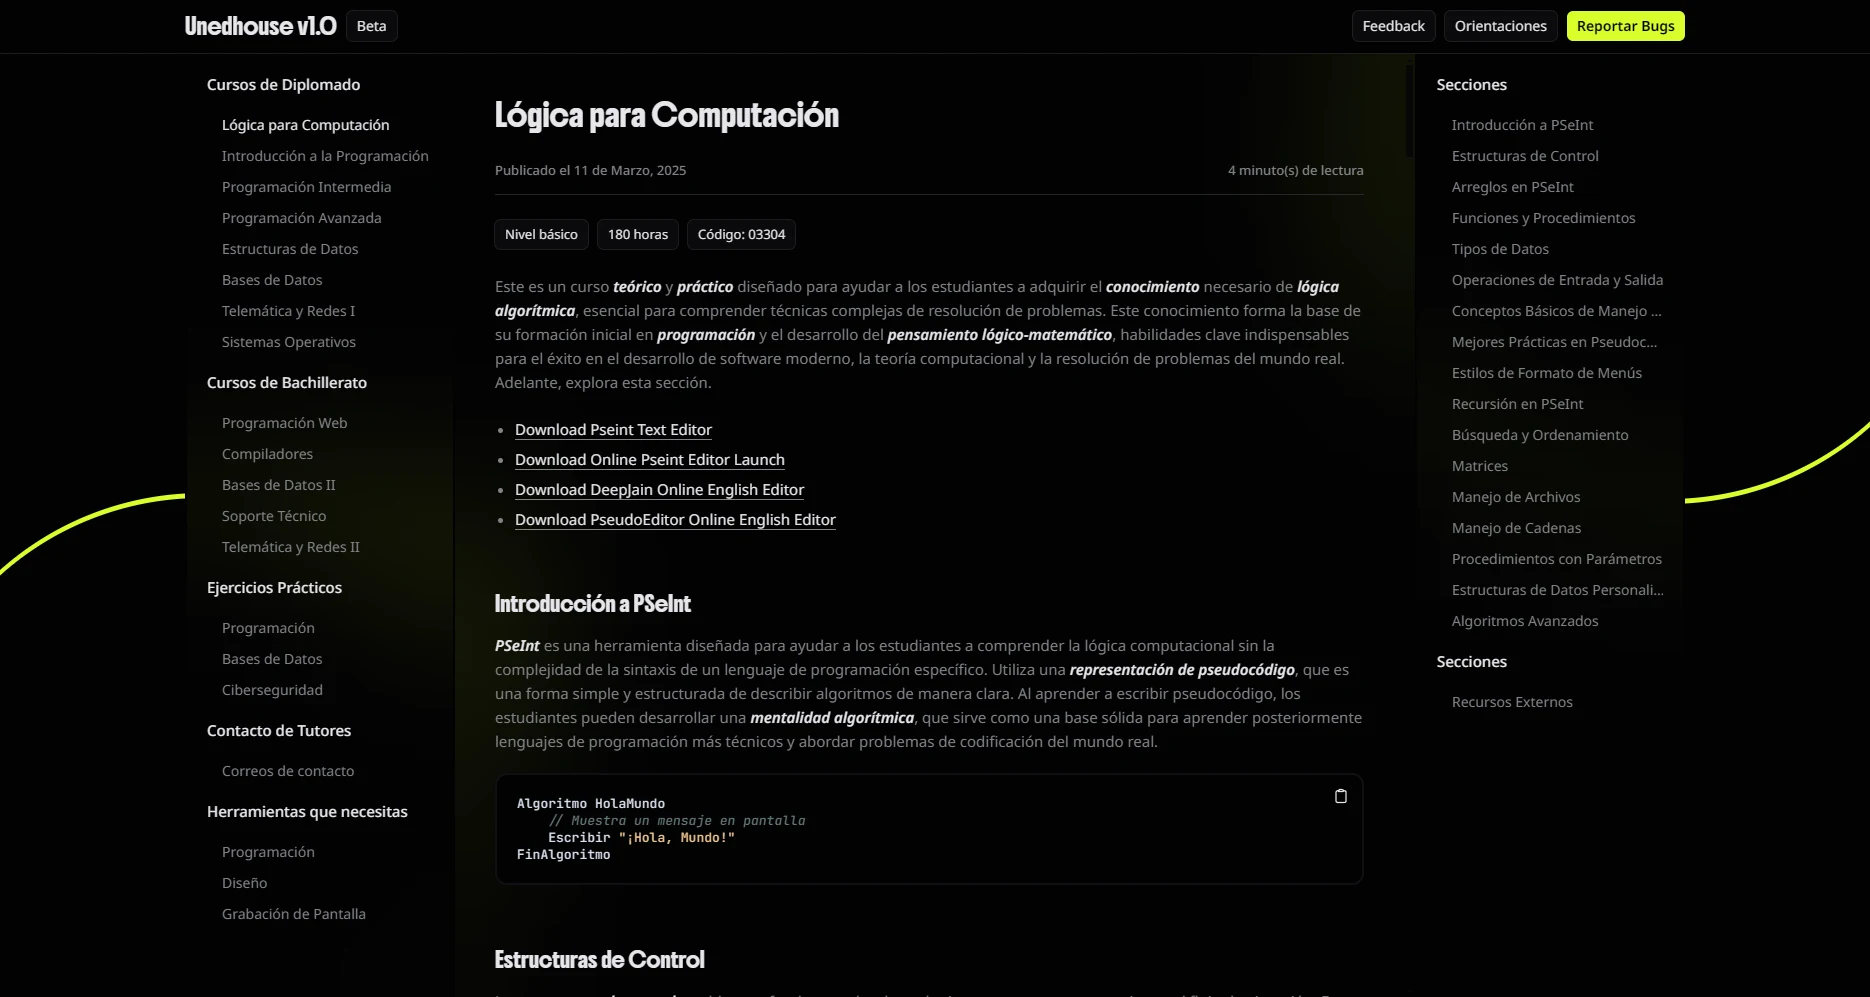 Unedhouse v1.0
Beta
Feedback
Orientaciones
Reportar Bugs
Cursos de Diplomado
Lógica para Computación
Introducción a la Programación
Programación Intermedia
Programación Avanzada
Estructuras de Datos
Bases de Datos
Telemática y Redes I
Sistemas Operativos
Cursos de Bachillerato
Programación Web
Compiladores
Bases de Datos II
Soporte Técnico
Telemática y Redes II
Ejercicios Prácticos
Programación
Bases de Datos
Ciberseguridad
Contacto de Tutores
Correos de contacto
Herramientas que necesitas
Programación
Diseño
Grabación de Pantalla
Lógica para Computación
Publicado el 11 de Marzo, 2025
4 minuto(s) de lectura
Nivel básico
180 horas
Código: 03304
Este es un curso teórico y práctico diseñado para ayudar a los estudiantes a adquirir el conocimiento necesario de lógica
algorítmica, esencial para comprender técnicas complejas de resolución de problemas. Este conocimiento forma la base de
su formación inicial en programación y el desarrollo del pensamiento lógico-matemático, habilidades clave indispensables
para el éxito en el desarrollo de software moderno, la teoría computacional y la resolución de problemas del mundo real.
Adelante, explora esta sección.
• Download Pseint Text Editor
• Download Online Pseint Editor Launch
• Download DeepJain Online English Editor
• Download PseudoEditor Online English Editor
Introducción a PSeInt
PSeInt es una herramienta diseñada para ayudar a los estudiantes a comprender la lógica computacional sin la
complejidad de la sintaxis de un lenguaje de programación específico. Utiliza una representación de pseudocódigo, que es
una forma simple y estructurada de describir algoritmos de manera clara. Al aprender a escribir pseudocódigo, los
estudiantes pueden desarrollar una mentalidad algorítmica, que sirve como una base sólida para aprender posteriormente
lenguajes de programación más técnicos y abordar problemas de codificación del mundo real.
Algoritmo HolaMundo
// Muestra un mensaje en pantalla
Escribir "¡Hola, Mundo!"
FinAlgoritmo
Estructuras de Control
Secciones
Introducción a PSeInt
Estructuras de Control
Arreglos en PSeInt
Funciones y Procedimientos
Tipos de Datos
Operaciones de Entrada y Salida
Conceptos Básicos de Manejo ...
Mejores Prácticas en Pseudoc...
Estilos de Formato de Menús
Recursión en PSeInt
Búsqueda y Ordenamiento
Matrices
Manejo de Archivos
Manejo de Cadenas
Procedimientos con Parámetros
Estructuras de Datos Personali...
Algoritmos Avanzados
Secciones
Recursos Externos